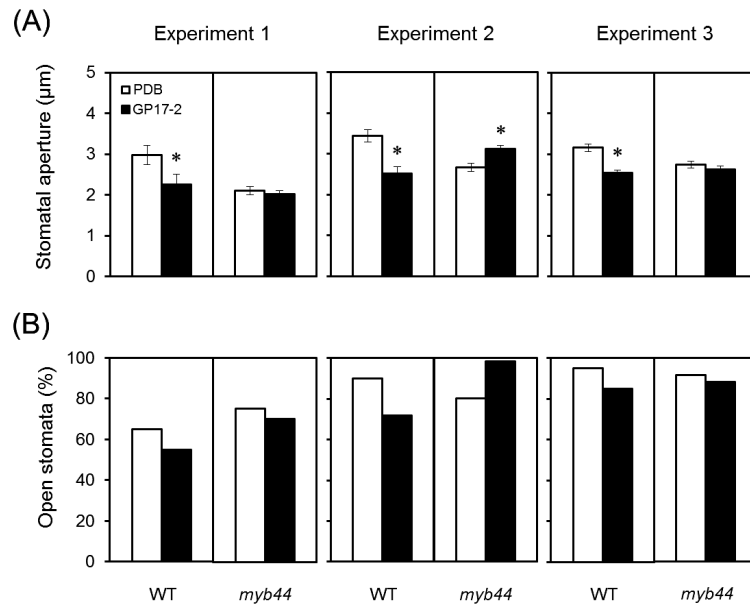 (A)
Experiment 1 Experiment 2 Experiment 3
Stomatal aperture (μm)
5
4
3
2
1
0
PDB
GP17-2
*
*
*
*
(B)
Open stomata (%)
100
80
60
40
20
0
WT myb44 WT myb44 WT myb44